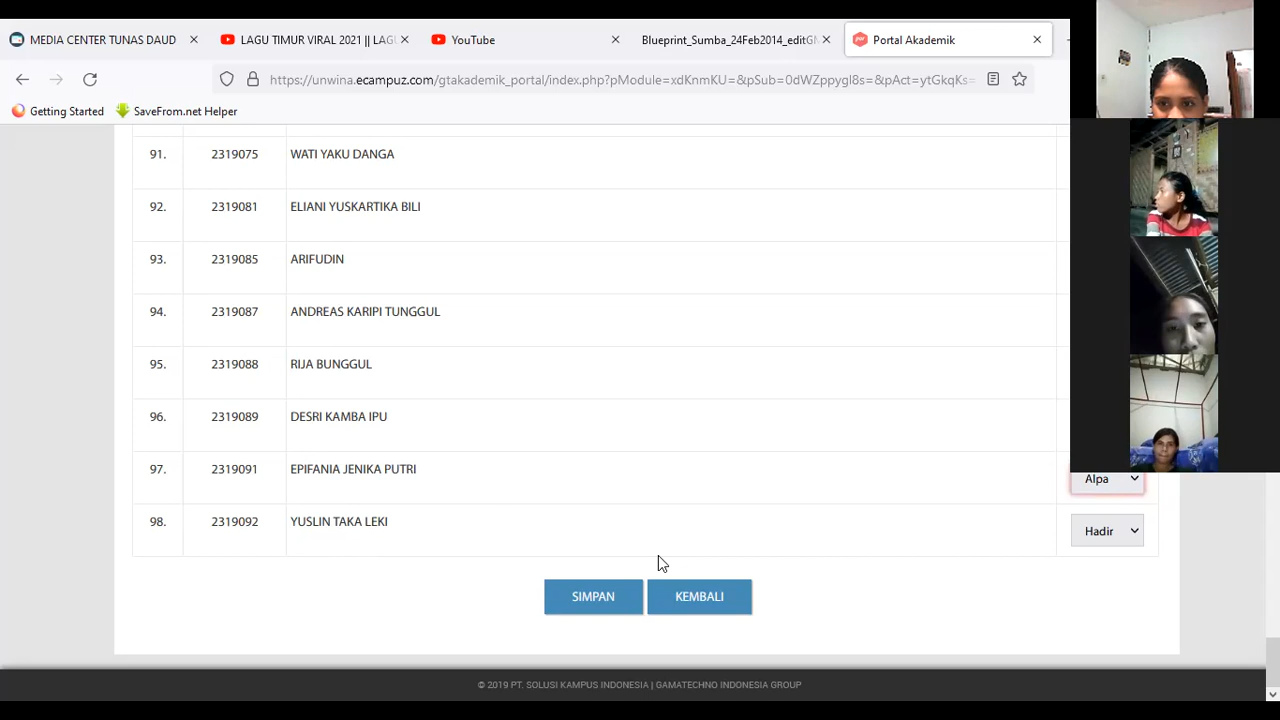 MEDIA CENTER TUNAS DAUD
LAGU TIMUR VIRAL 2021 || LAG
YouTube
Blueprint_Sumba_24Feb2014_editG
Portal Akademik
https://unwina.ecampuz.com/gtakademik_portal/index.php?pModule=xdKnmKU=&pSub=0dWZppygl8s=&pAct=ytGkqKs=
Getting Started
SaveFrom.net Helper
91. 2319075 WATI YAKU DANGA
92. 2319081 ELIANI YUSKARTIKA BILI
93. 2319085 ARIFUDIN
94. 2319087 ANDREAS KARIPI TUNGGUL
95. 2319088 RIJA BUNGGUL
96. 2319089 DESRI KAMBA IPU
97. 2319091 EPIFANIA JENIKA PUTRI Alpa
98. 2319092 YUSLIN TAKA LEKI Hadir
SIMPAN KEMBALI
© 2019 PT. SOLUSI KAMPUS INDONESIA | GAMATECHNO INDONESIA GROUP